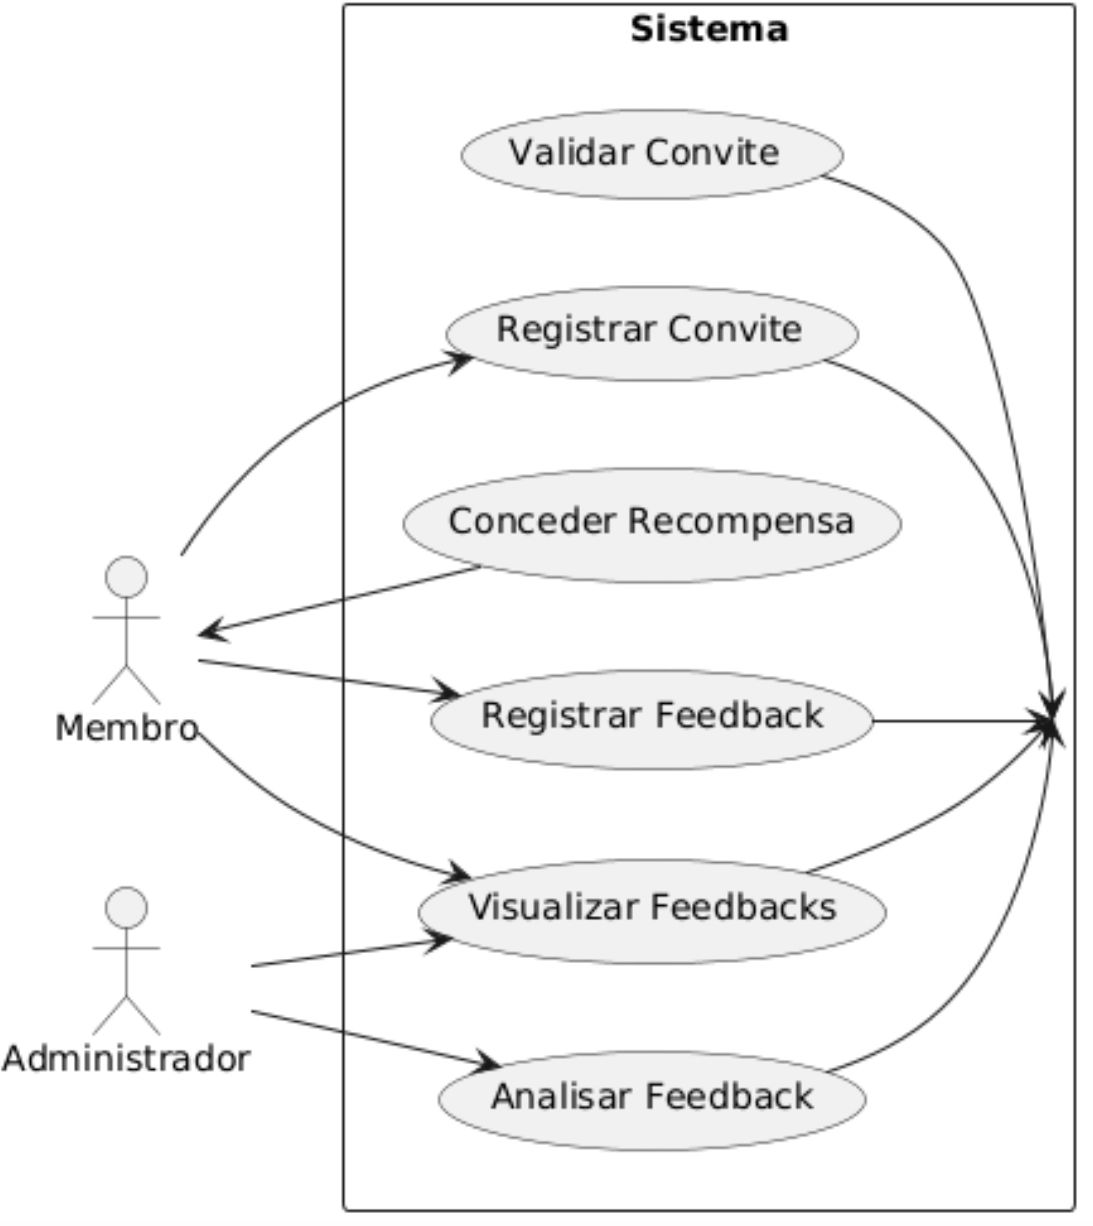 Sistema
Validar Convite
Registrar Convite
Conceder Recompensa
Registrar Feedback
Membro
Visualizar Feedbacks
Administrador
Analisar Feedback